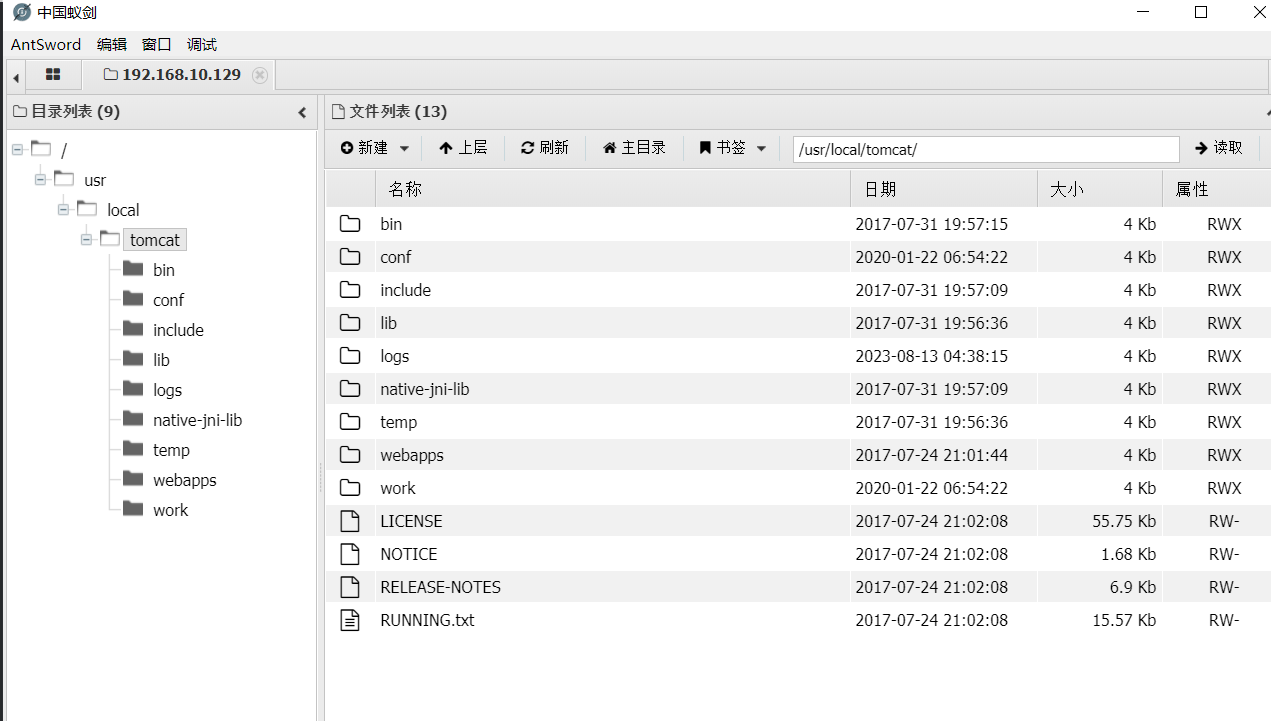 中国蚁剑
AntSword 编辑 窗口 调试
192.168.10.129
目录列表 (9)
/
usr
local
tomcat
bin
conf
include
lib
logs
native-jni-lib
temp
webapps
work
文件列表 (13)
新建 上层 刷新 主目录 书签 /usr/local/tomcat/ 读取
名称 日期 大小 属性
bin 2017-07-31 19:57:15 4 Kb RWX
conf 2020-01-22 06:54:22 4 Kb RWX
include 2017-07-31 19:57:09 4 Kb RWX
lib 2017-07-31 19:56:36 4 Kb RWX
logs 2023-08-13 04:38:15 4 Kb RWX
native-jni-lib 2017-07-31 19:57:09 4 Kb RWX
temp 2017-07-31 19:56:36 4 Kb RWX
webapps 2017-07-24 21:01:44 4 Kb RWX
work 2020-01-22 06:54:22 4 Kb RWX
LICENSE 2017-07-24 21:02:08 55.75 Kb RW-
NOTICE 2017-07-24 21:02:08 1.68 Kb RW-
RELEASE-NOTES 2017-07-24 21:02:08 6.9 Kb RW-
RUNNING.txt 2017-07-24 21:02:08 15.57 Kb RW-